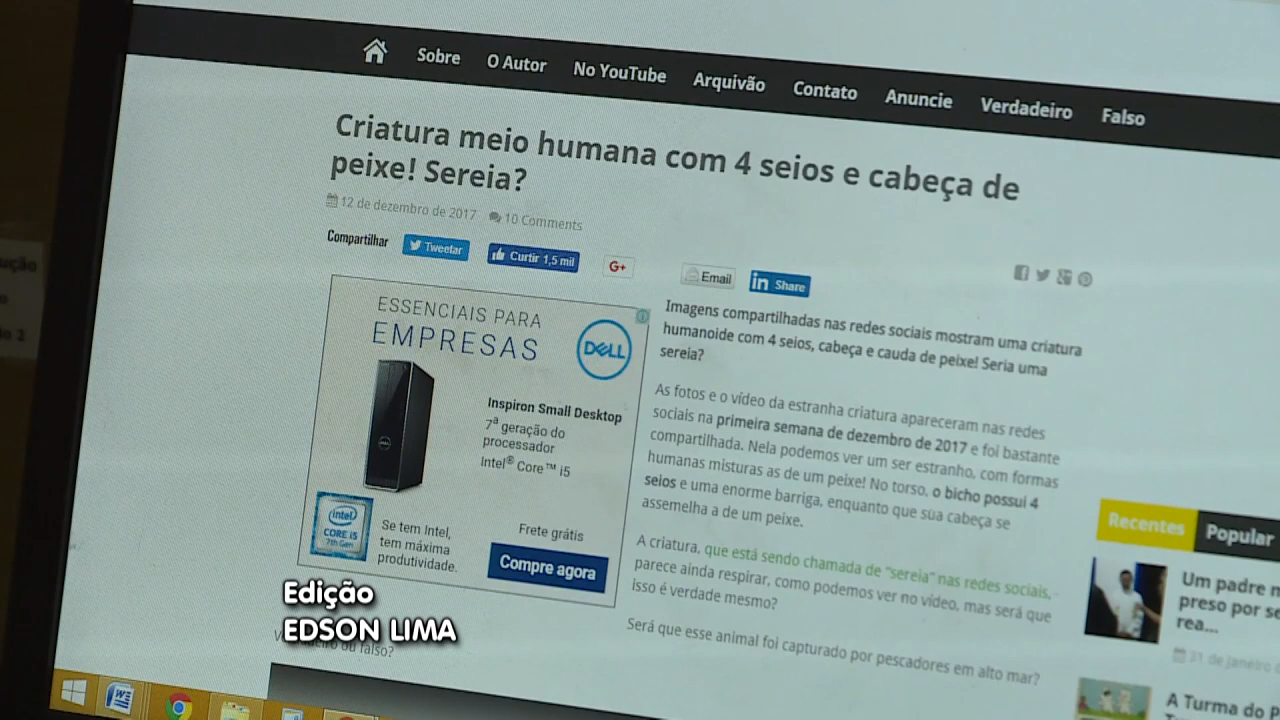 Sobre O Autor No YouTube Arquivão Contato Anuncie Verdadeiro Falso
Criatura meio humana com 4 seios e cabeça de
peixe! Sereia?
12 de dezembro de 2017 10 Comments
Compartilhar Tweetar Curtir 1,5 mil G+ Email in Share
ESSENCIAIS PARA
EMPRESAS
DELL
Inspiron Small Desktop
7ª geração do
processador
Intel® Core™ i5
intel
CORE i5
7th Gen
Se tem Intel,
tem máxima
produtividade.
Frete grátis
Compre agora
Imagens compartilhadas nas redes sociais mostram uma criatura
humanoide com 4 seios, cabeça e cauda de peixe! Seria uma
sereia?
As fotos e o vídeo da estranha criatura apareceram nas redes
sociais na primeira semana de dezembro de 2017 e foi bastante
compartilhada. Nela podemos ver um ser estranho, com formas
humanas misturas as de um peixe! No torso, o bicho possui 4
seios e uma enorme barriga, enquanto que sua cabeça se
assemelha a de um peixe.
A criatura, que está sendo chamada de "sereia" nas redes sociais,
parece ainda respirar, como podemos ver no vídeo, mas será que
isso é verdade mesmo?
Será que esse animal foi capturado por pescadores em alto mar?
ou falso?
Recentes Popular
Um padre
preso por
rea...
31 de janeiro
A Turma do
Edição
EDSON LIMA